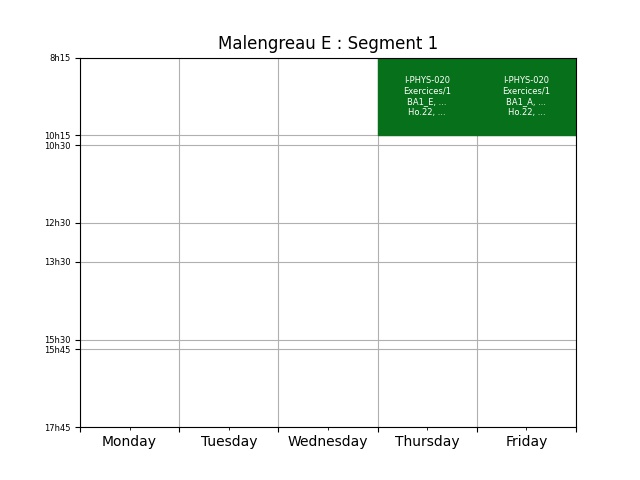 Malengreau E : Segment 1
8h15
I-PHYS-020
Exercices/1
BA1_E, ...
Ho.22, ...
I-PHYS-020
Exercices/1
BA1_A, ...
Ho.22, ...
10h15
10h30
12h30
13h30
15h30
15h45
17h45
Monday Tuesday Wednesday Thursday Friday